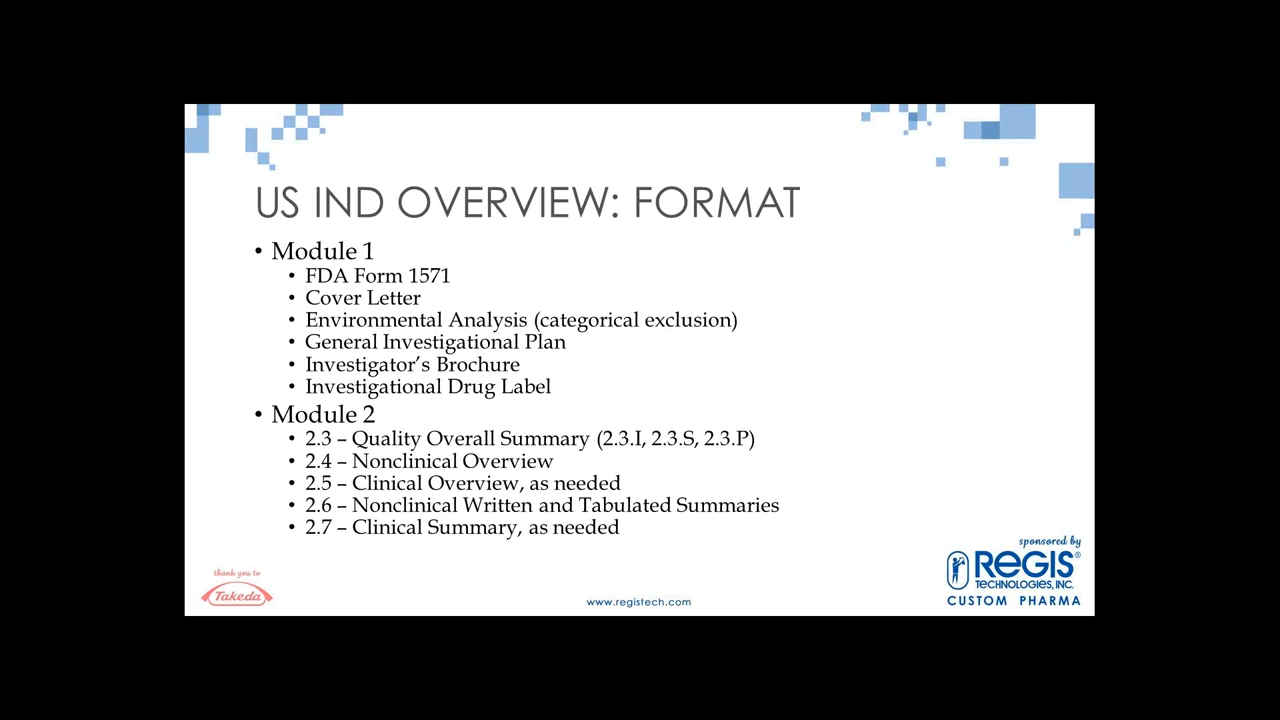 US IND OVERVIEW: FORMAT
• Module 1
• FDA Form 1571
• Cover Letter
• Environmental Analysis (categorical exclusion)
• General Investigational Plan
• Investigator’s Brochure
• Investigational Drug Label
• Module 2
• 2.3 – Quality Overall Summary (2.3.I, 2.3.S, 2.3.P)
• 2.4 – Nonclinical Overview
• 2.5 – Clinical Overview, as needed
• 2.6 – Nonclinical Written and Tabulated Summaries
• 2.7 – Clinical Summary, as needed
thank you to
Takeda
www.registech.com
sponsored by
REGIS®
TECHNOLOGIES, INC.
CUSTOM PHARMA